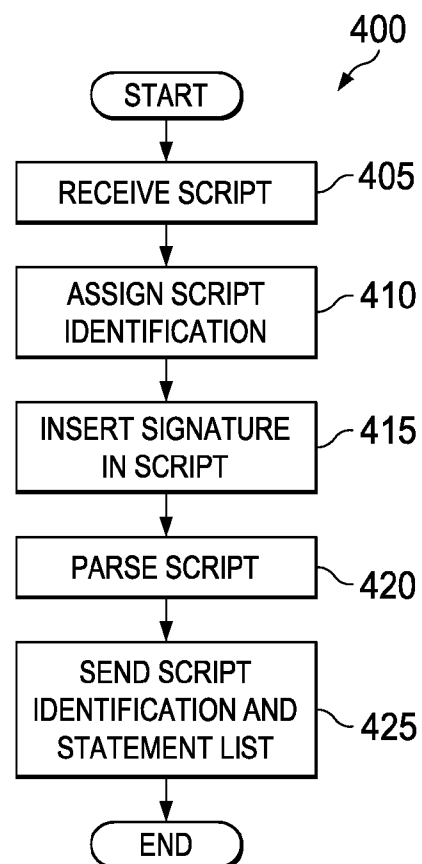 400
START
RECEIVE SCRIPT
405
ASSIGN SCRIPT
IDENTIFICATION
410
INSERT SIGNATURE
IN SCRIPT
415
PARSE SCRIPT
420
SEND SCRIPT
IDENTIFICATION AND
STATEMENT LIST
425
END